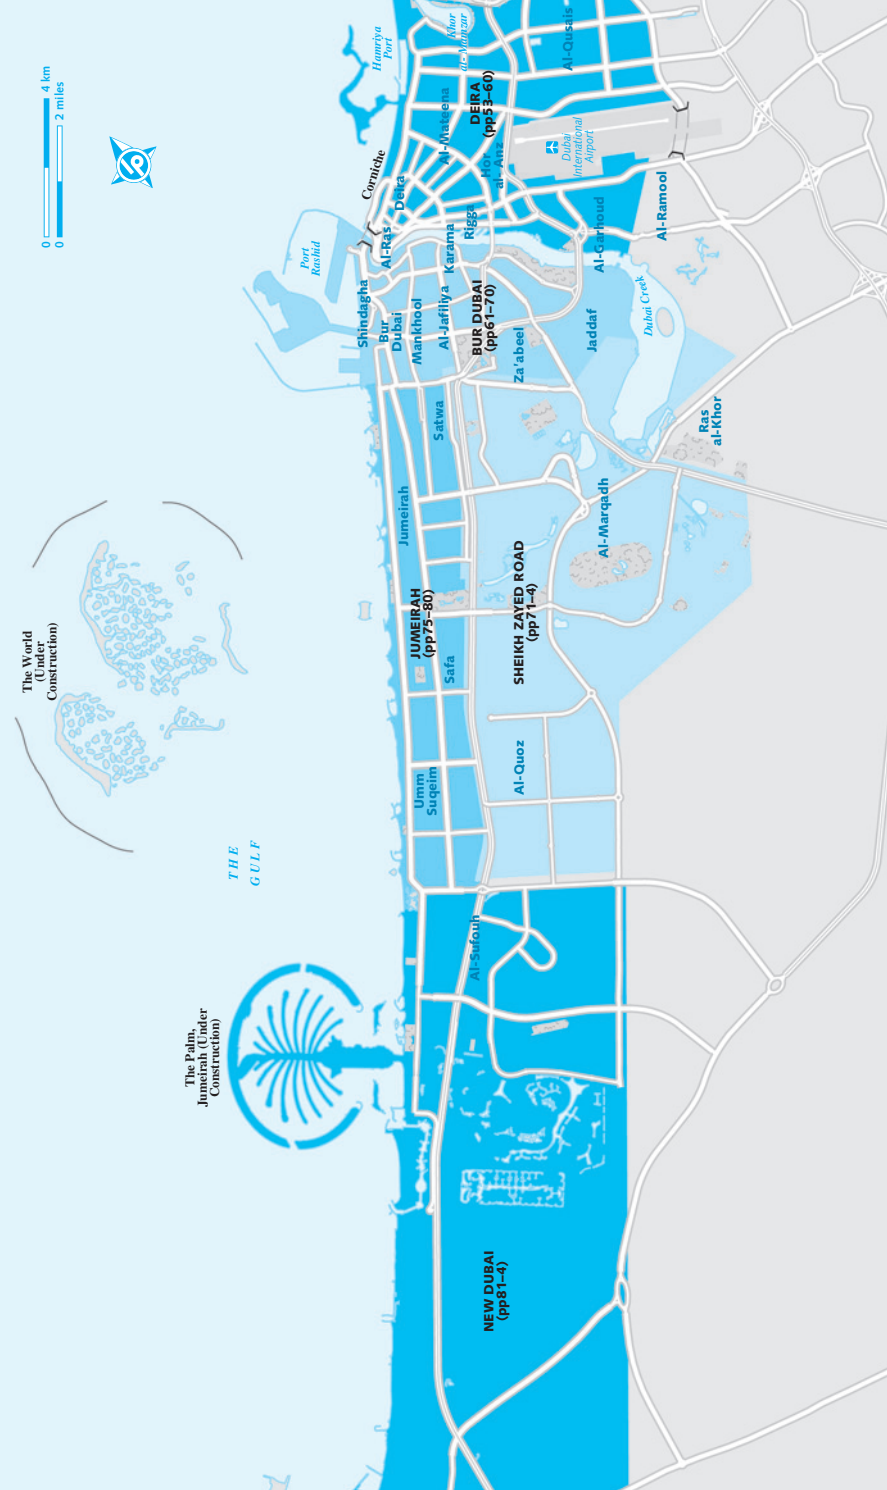 0
4 km
0
2 miles
The World
(Under
Construction)
THE
GULF
The Palm,
Jumeirah (Under
Construction)
Hamriya
Port
Khor
al-Mamzar
Al-Qusais
DEIRA
(pp53–60)
Al-Mateena
Hor
al-Anz
Dubai
International
Airport
Corniche
Deira
Rigga
Al-Ras
Karama
Al-Garhoud
Al-Ramool
Port
Rashid
Shindagha
Bur
Dubai
Mankhool
Al-Jafiliya
BUR DUBAI
(pp61–70)
Za'abeel
Jaddaf
Dubai Creek
Satwa
Ras
al-Khor
Jumeirah
Al-Marqadh
JUMEIRAH
(pp75–80)
SHEIKH ZAYED ROAD
(pp71–4)
Safa
Umm
Suqeim
Al-Quoz
Al-Sufouh
NEW DUBAI
(pp81–4)